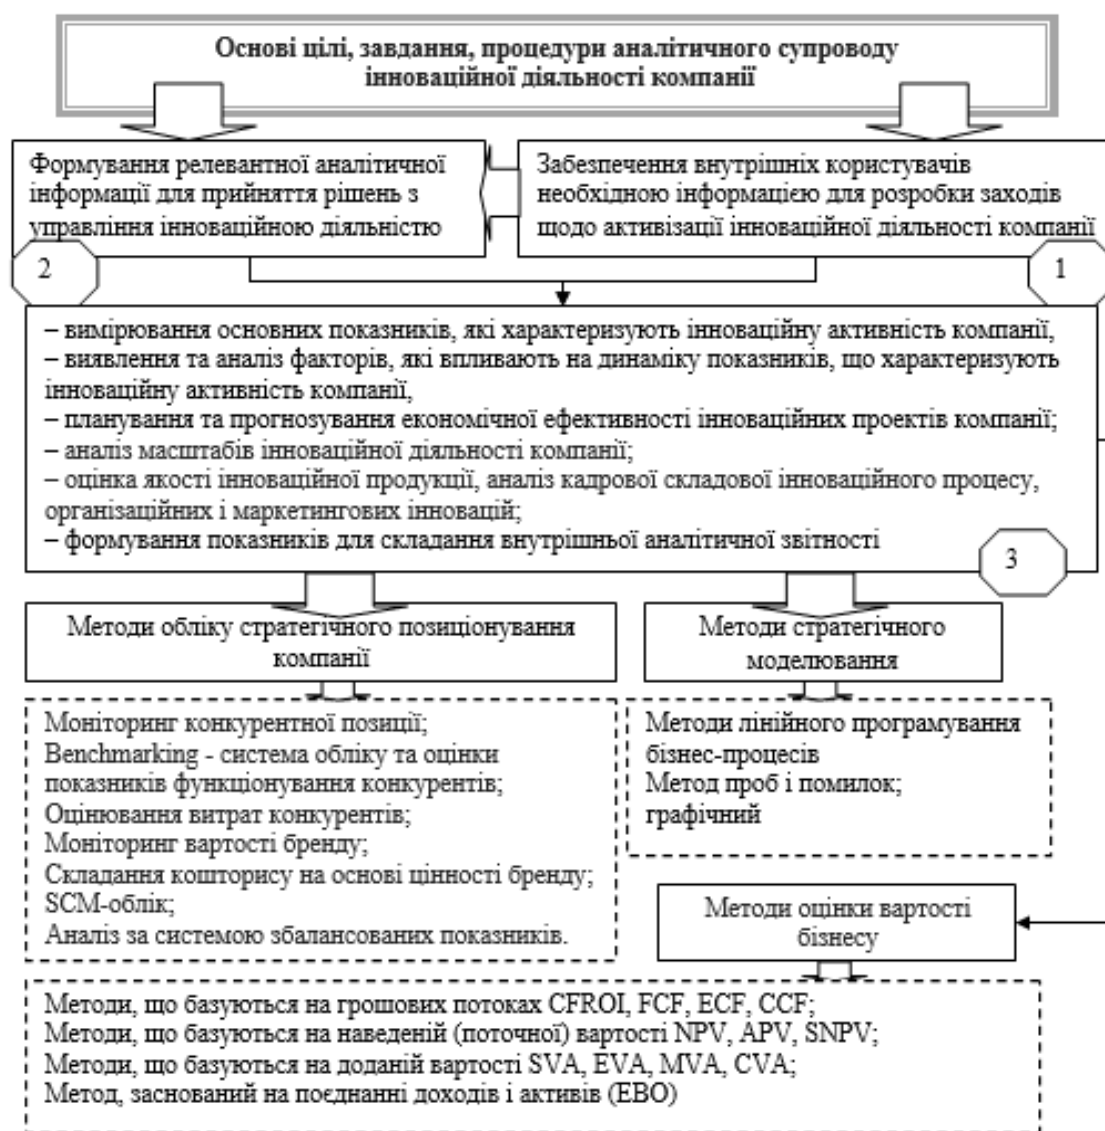 Основі цілі, завдання, процедури аналітичного супроводу
інноваційної діяльності компанії
Формування релевантної аналітичної
інформації для прийняття рішень з
управління інноваційною діяльністю
2
Забезпечення внутрішніх користувачів
необхідною інформацією для розробки заходів
щодо активізації інноваційної діяльності компанії
1
– вимірювання основних показників, які характеризують інноваційну активність компанії,
– виявлення та аналіз факторів, які впливають на динаміку показників, що характеризують
інноваційну активність компанії,
– планування та прогнозування економічної ефективності інноваційних проектів компанії;
– аналіз масштабів інноваційної діяльності компанії;
– оцінка якості інноваційної продукції, аналіз кадрової складової інноваційного процесу,
організаційних і маркетингових інновацій;
– формування показників для складання внутрішньої аналітичної звітності
3
Методи обліку стратегічного позиціонування
компанії
Методи стратегічного
моделювання
Моніторинг конкурентної позиції;
Benchmarking - система обліку та оцінки
показників функціонування конкурентів;
Оцінювання витрат конкурентів;
Моніторинг вартості бренду;
Складання кошторису на основі цінності бренду;
SCM-облік;
Аналіз за системою збалансованих показників.
Методи лінійного програмування
бізнес-процесів
Метод проб і помилок;
графічний
Методи оцінки вартості
бізнесу
Методи, що базуються на грошових потоках CFROI, FCF, ECF, CCF;
Методи, що базуються на наведеній (поточної) вартості NPV, APV, SNPV;
Методи, що базуються на доданій вартості SVA, EVA, MVA, CVA;
Метод, заснований на поєднанні доходів і активів (EBO)